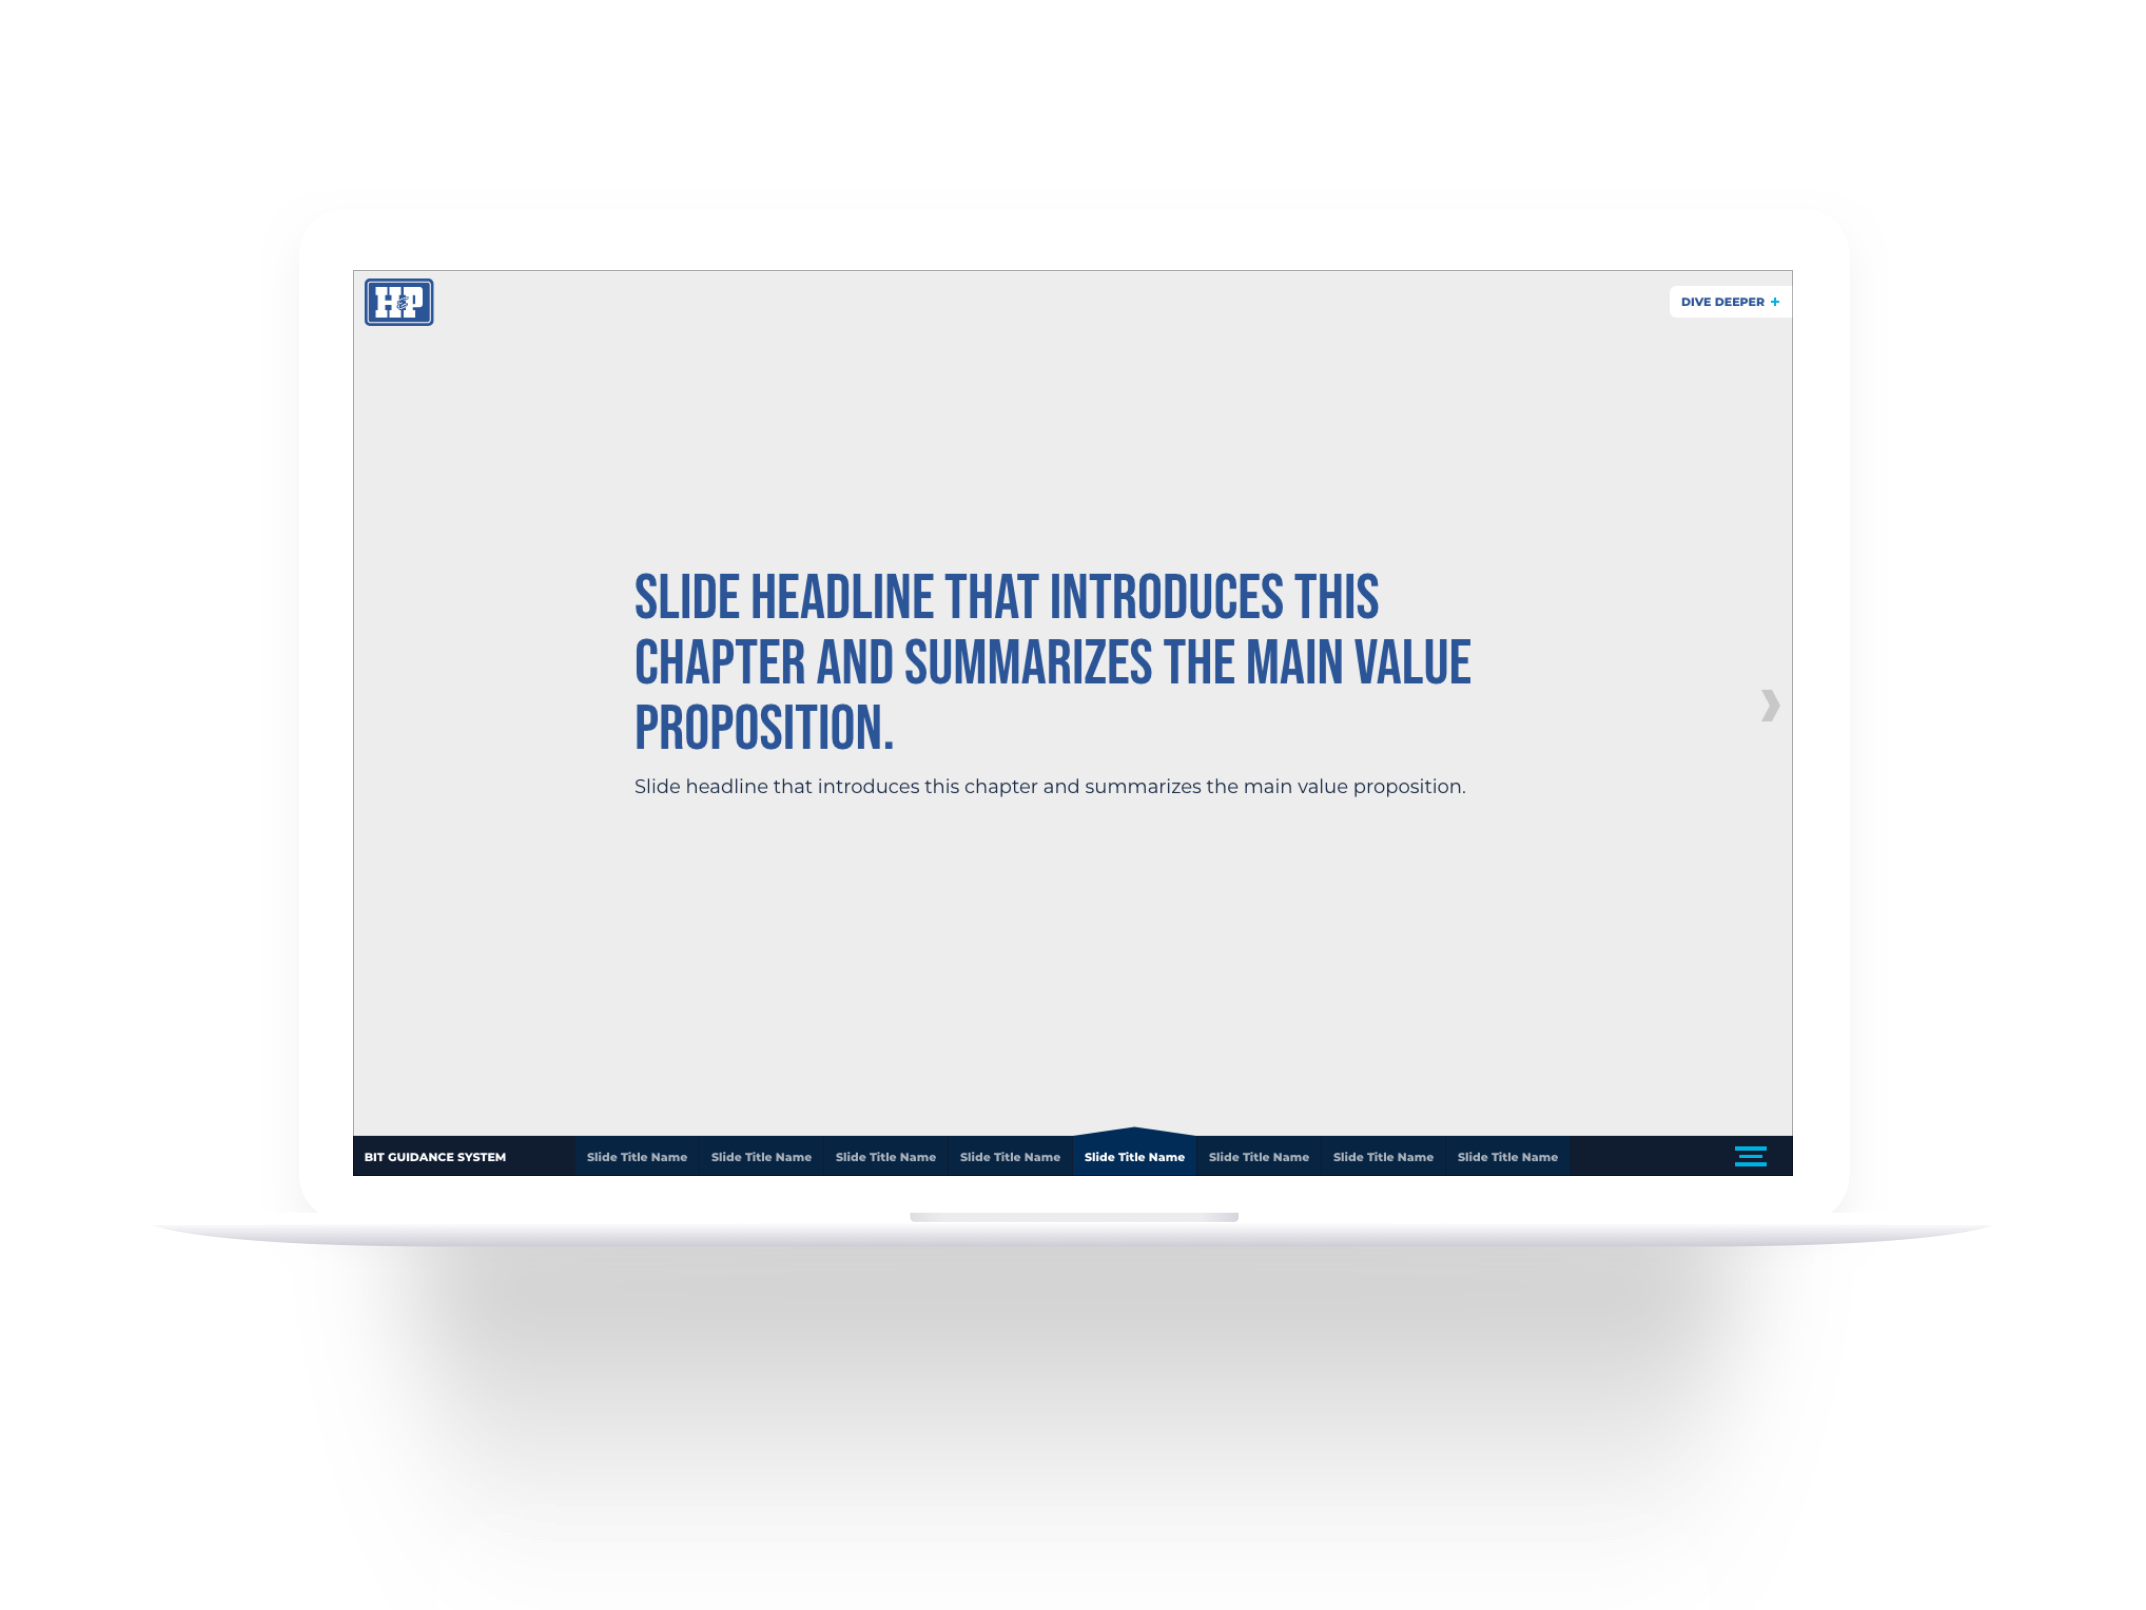 H&P
DIVE DEEPER +
SLIDE HEADLINE THAT INTRODUCES THIS
CHAPTER AND SUMMARIZES THE MAIN VALUE
PROPOSITION.
Slide headline that introduces this chapter and summarizes the main value proposition.
BIT GUIDANCE SYSTEM Slide Title Name Slide Title Name Slide Title Name Slide Title Name Slide Title Name Slide Title Name Slide Title Name Slide Title Name